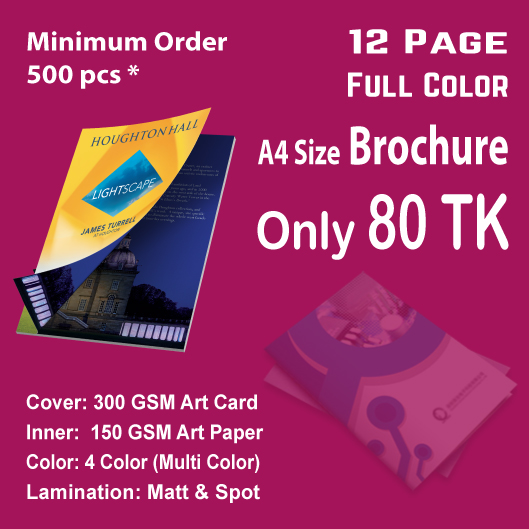 Minimum Order
500 pcs *
12 Page
Full Color
A4 Size Brochure
Only 80 TK
HOUGHTON HALL
LIGHTSCAPE
JAMES TURRELL
Cover: 300 GSM Art Card
Inner: 150 GSM Art Paper
Color: 4 Color (Multi Color)
Lamination: Matt & Spot